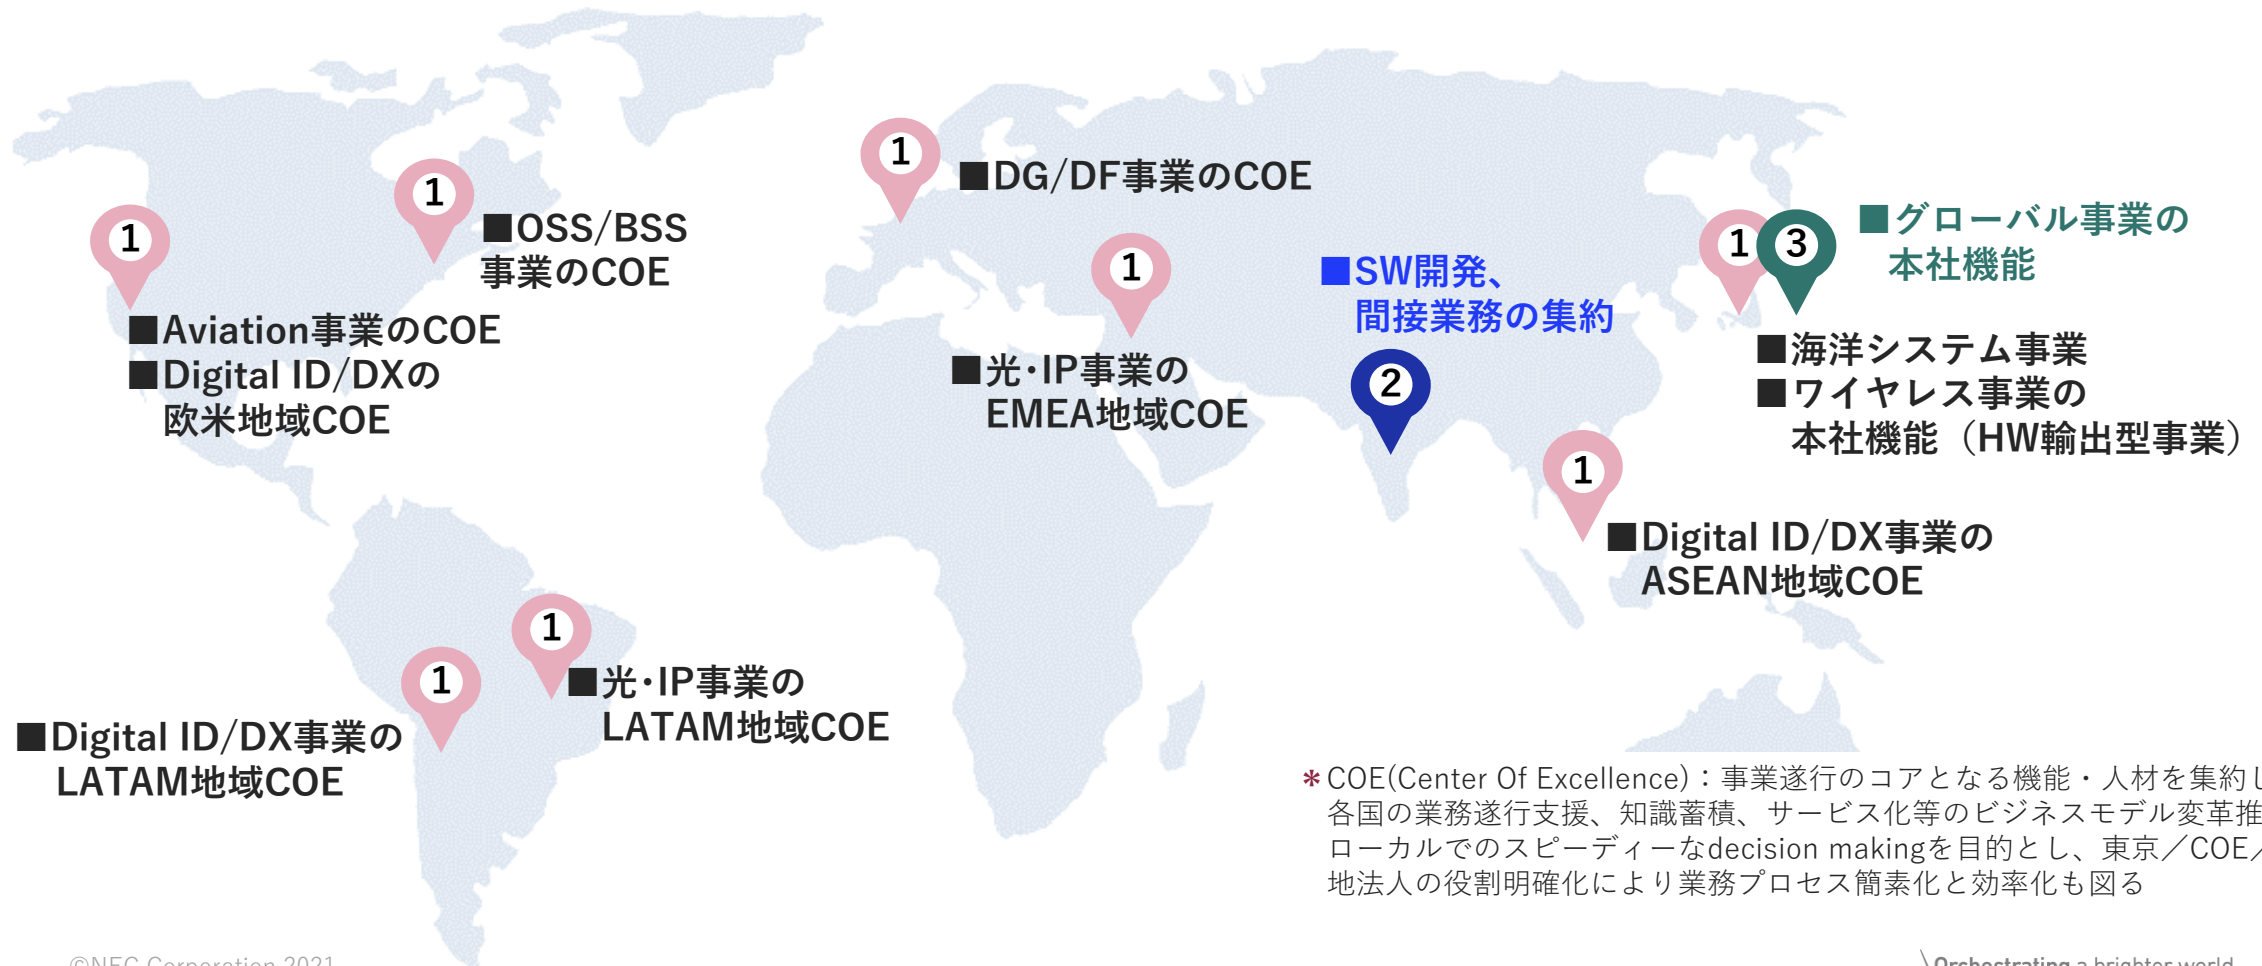 1
■DG/DF事業のCOE
1
■OSS/BSS
事業のCOE
1
■Aviation事業のCOE
■Digital ID/DXの
欧米地域COE
1
■光・IP事業の
EMEA地域COE
■SW開発、
間接業務の集約
2
1
3
■グローバル事業の
本社機能
■海洋システム事業
■ワイヤレス事業の
本社機能（HW輸出型事業）
1
■Digital ID/DX事業の
ASEAN地域COE
1
■光・IP事業の
LATAM地域COE
1
■Digital ID/DX事業の
LATAM地域COE
*COE(Center Of Excellence)：事業遂行のコアとなる機能・人材を集約し
各国の業務遂行支援、知識蓄積、サービス化等のビジネスモデル変革推
ローカルでのスピーディーなdecision makingを目的とし、東京／COE／
地法人の役割明確化により業務プロセス簡素化と効率化も図る
©NEC Corporation 2021
\Orchestrating a brighter world